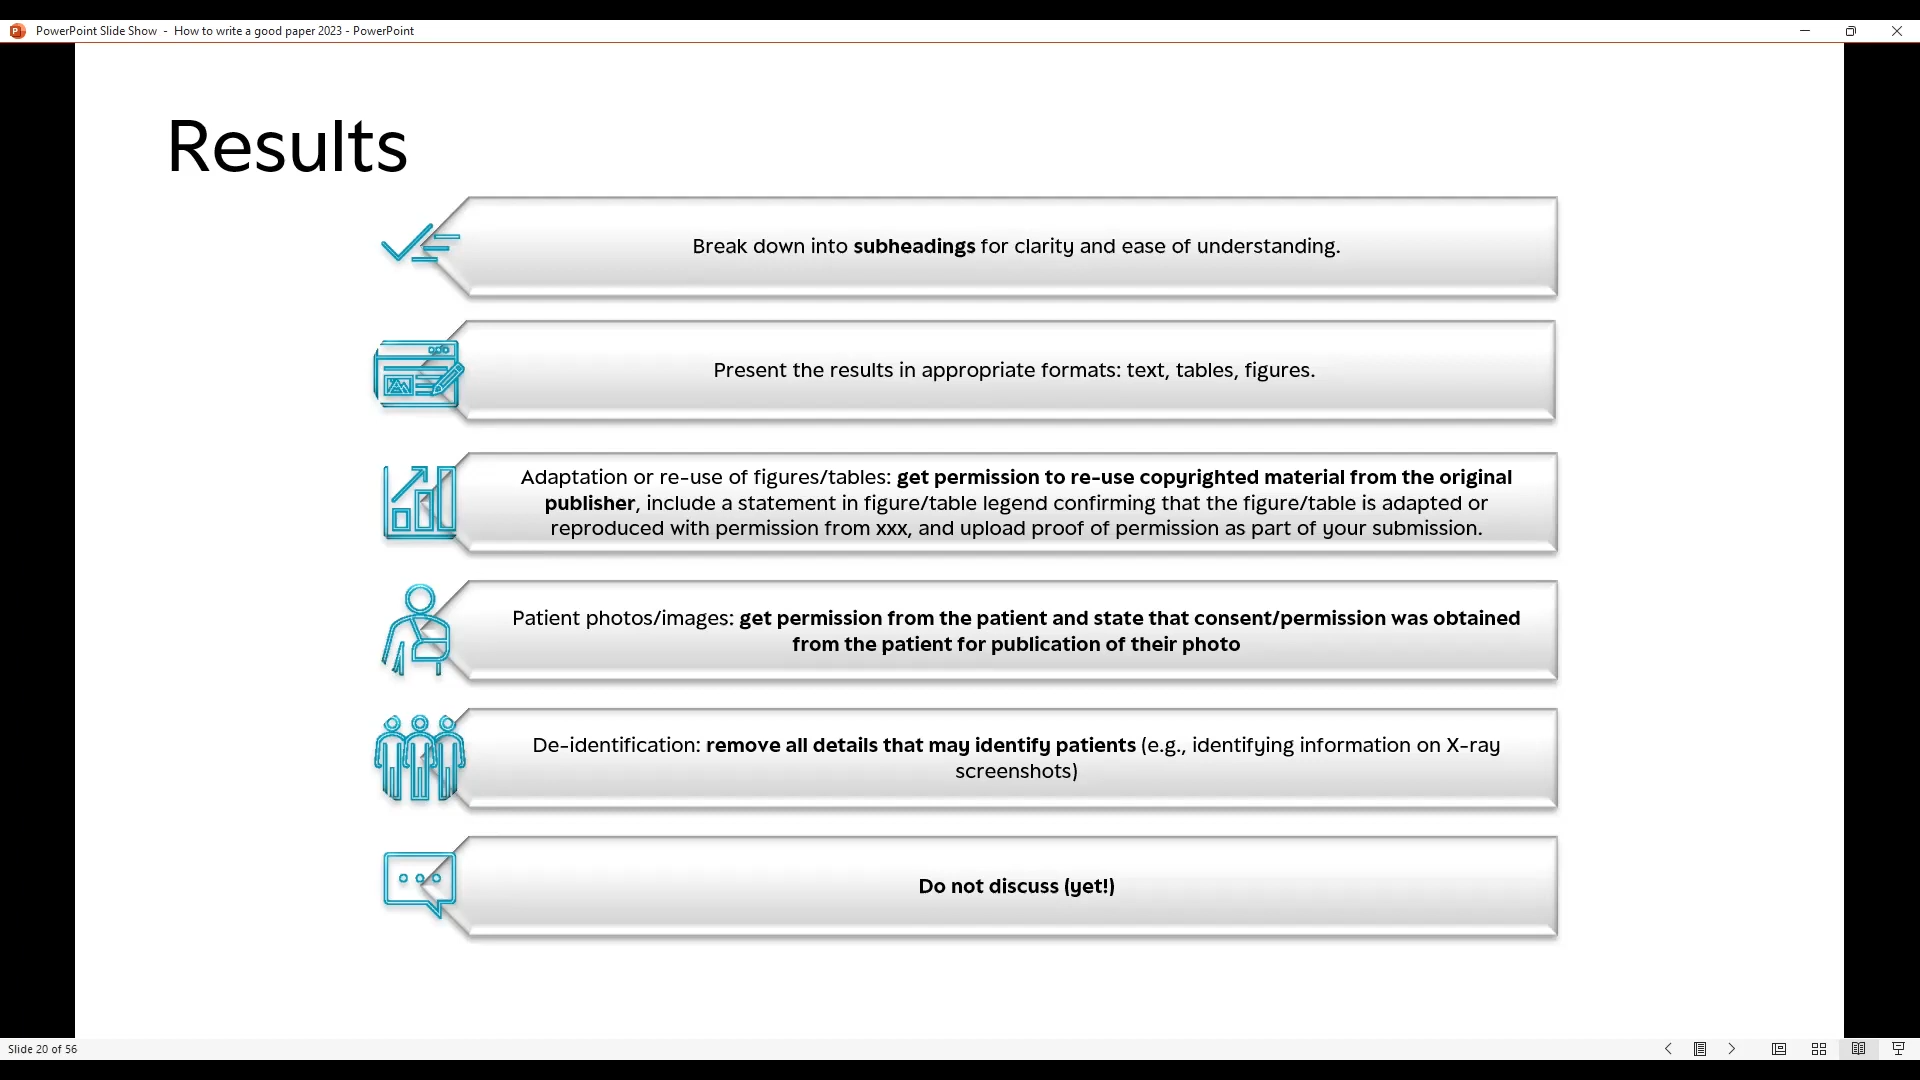 PowerPoint Slide Show - How to write a good paper 2023 - PowerPoint
Results
Break down into subheadings for clarity and ease of understanding.
Present the results in appropriate formats: text, tables, figures.
Adaptation or re-use of figures/tables: get permission to re-use copyrighted material from the original
publisher, include a statement in figure/table legend confirming that the figure/table is adapted or
reproduced with permission from xxx, and upload proof of permission as part of your submission.
Patient photos/images: get permission from the patient and state that consent/permission was obtained
from the patient for publication of their photo
De-identification: remove all details that may identify patients (e.g., identifying information on X-ray
screenshots)
Do not discuss (yet!)
Slide 20 of 56